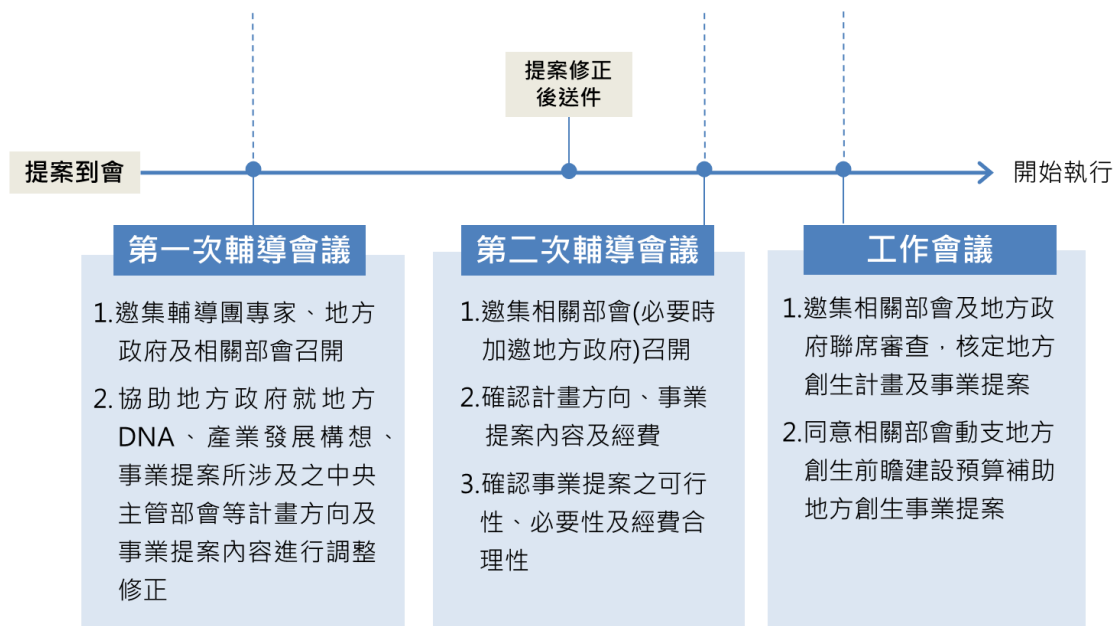 提案修正
後送件
提案到會
開始執行
第一次輔導會議
1.邀集輔導團專家、地方
政府及相關部會召開
2.協助地方政府就地方
DNA、產業發展構想、
事業提案所涉及之中央
主管部會等計畫方向及
事業提案內容進行調整
修正
第二次輔導會議
1.邀集相關部會(必要時
加邀地方政府)召開
2.確認計畫方向、事業
提案內容及經費
3.確認事業提案之可行
性、必要性及經費合
理性
工作會議
1.邀集相關部會及地方政
府聯席審查，核定地方
創生計畫及事業提案
2.同意相關部會動支地方
創生前瞻建設預算補助
地方創生事業提案